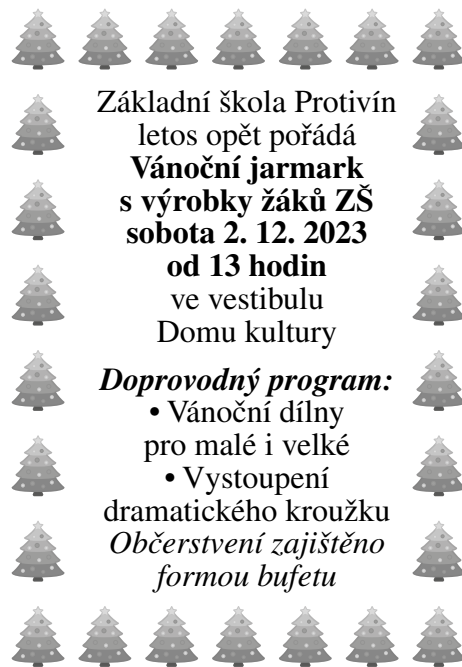 Základní škola Protivín
letos opět pořádá
Vánoční jarmark
s výrobky žáků ZŠ
sobota 2. 12. 2023
od 13 hodin
ve vestibulu
Domu kultury
Doprovodný program:
• Vánoční dílny
pro malé i velké
• Vystoupení
dramatického kroužku
Občerstvení zajištěno
formou bufetu